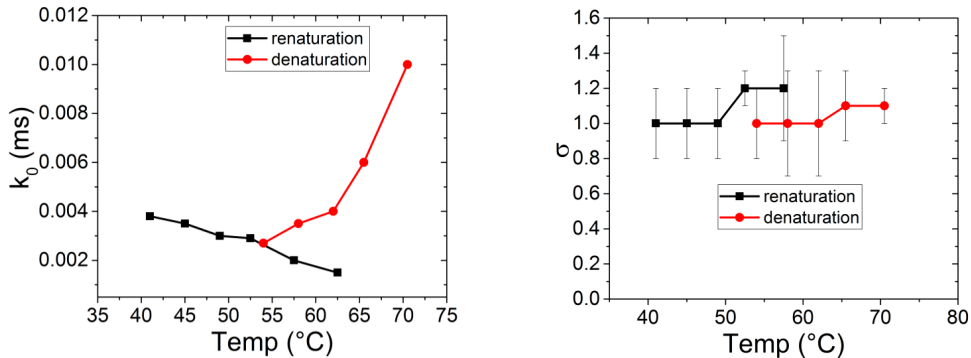 0.012
0.010
0.008
0.006
0.004
0.002
k0 (ms)
renaturation
denaturation
35 40 45 50 55 60 65 70 75
Temp (°C)
1.6
1.4
1.2
1.0
0.8
0.6
0.4
0.2
0.0
σ
renaturation
denaturation
40 50 60 70 80
Temp (°C)